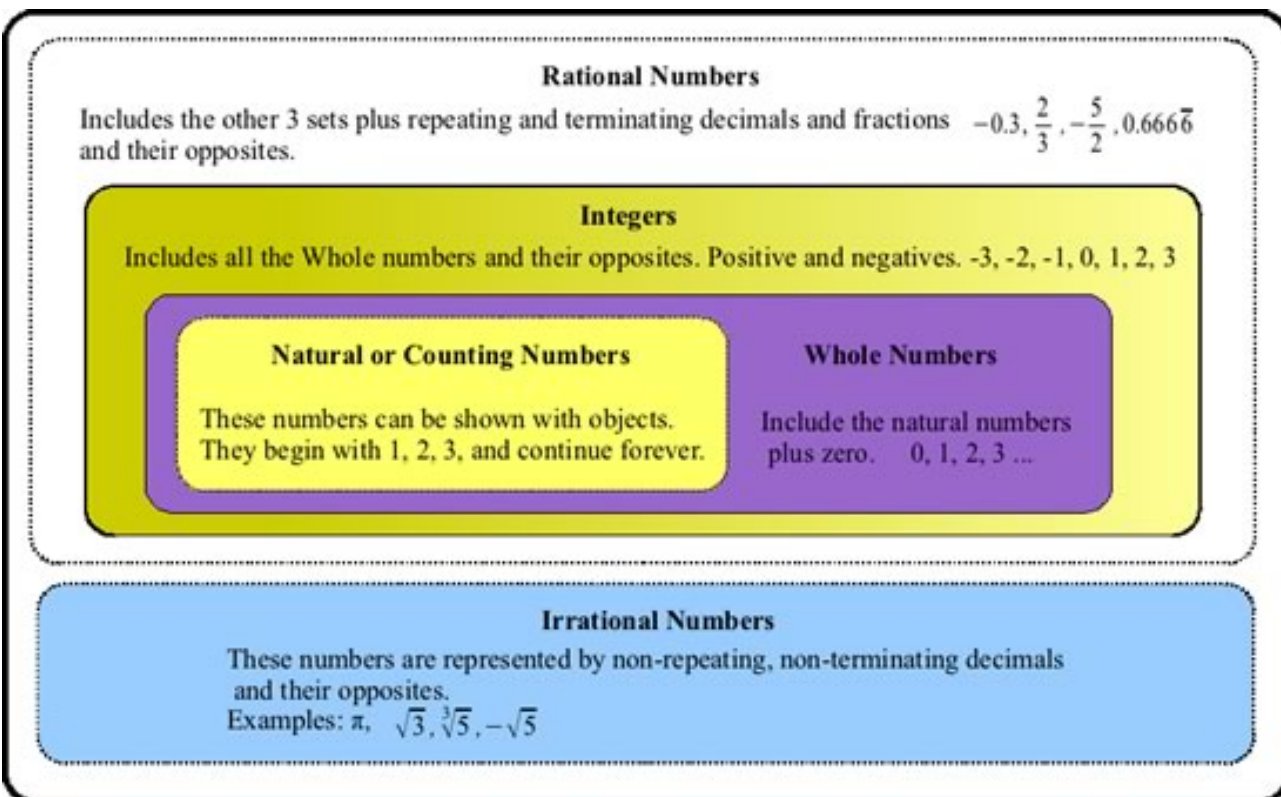 Rational Numbers
Includes the other 3 sets plus repeating and terminating decimals and fractions −0.3, 2/3, −5/2, 0.6666̅
and their opposites.
Integers
Includes all the Whole numbers and their opposites. Positive and negatives. -3, -2, -1, 0, 1, 2, 3
Natural or Counting Numbers
These numbers can be shown with objects.
They begin with 1, 2, 3, and continue forever.
Whole Numbers
Include the natural numbers
plus zero. 0, 1, 2, 3 ...
Irrational Numbers
These numbers are represented by non-repeating, non-terminating decimals
and their opposites.
Examples: π, √3, ∛5, −√5